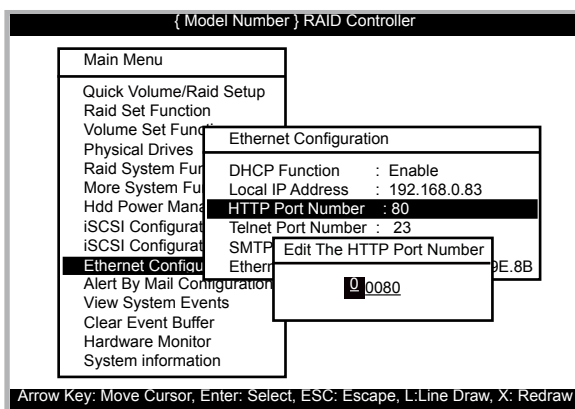 { Model Number } RAID Controller
Main Menu
Quick Volume/Raid Setup
Raid Set Function
Volume Set Func
Physical Drives
Raid System Fur
More System Fu
Hdd Power Mana
iSCSI Configurat
iSCSI Configurat
Ethernet Configu
Alert By Mail Configuration
View System Events
Clear Event Buffer
Hardware Monitor
System information
Ethernet Configuration
DHCP Function : Enable
Local IP Address : 192.168.0.83
HTTP Port Number : 80
Telnet Port Number : 23
SMTP
Ethern 9E.8B
Edit The HTTP Port Number
0 0080
Arrow Key: Move Cursor, Enter: Select, ESC: Escape, L:Line Draw, X: Redraw